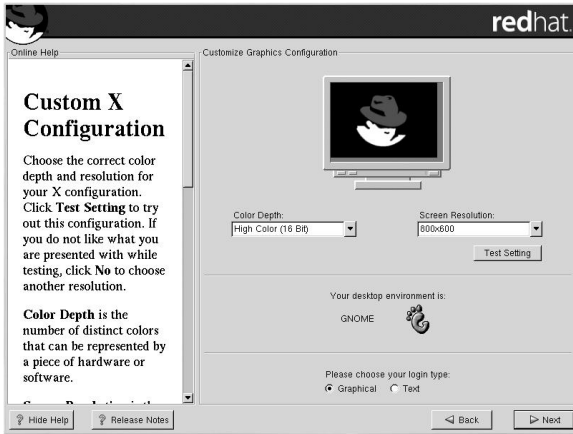 redhat.
Online Help
Customize Graphics Configuration
Custom X
Configuration
Choose the correct color
depth and resolution for
your X configuration.
Click Test Setting to try
out this configuration. If
you do not like what you
are presented with while
testing, click No to choose
another resolution.
Color Depth is the
number of distinct colors
that can be represented by
a piece of hardware or
software.
Color Depth:
High Color (16 Bit)
Screen Resolution:
800x600
Test Setting
Your desktop environment is:
GNOME
Please choose your login type:
Graphical Text
Hide Help
Release Notes
Back
Next